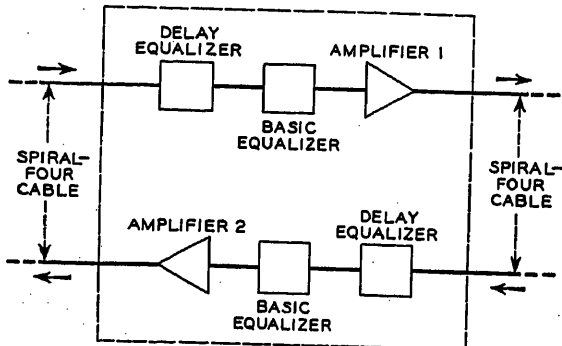 DELAY
EQUALIZER
AMPLIFIER 1
BASIC
EQUALIZER
SPIRAL-
FOUR
CABLE
SPIRAL-
FOUR
CABLE
AMPLIFIER 2
DELAY
EQUALIZER
BASIC
EQUALIZER